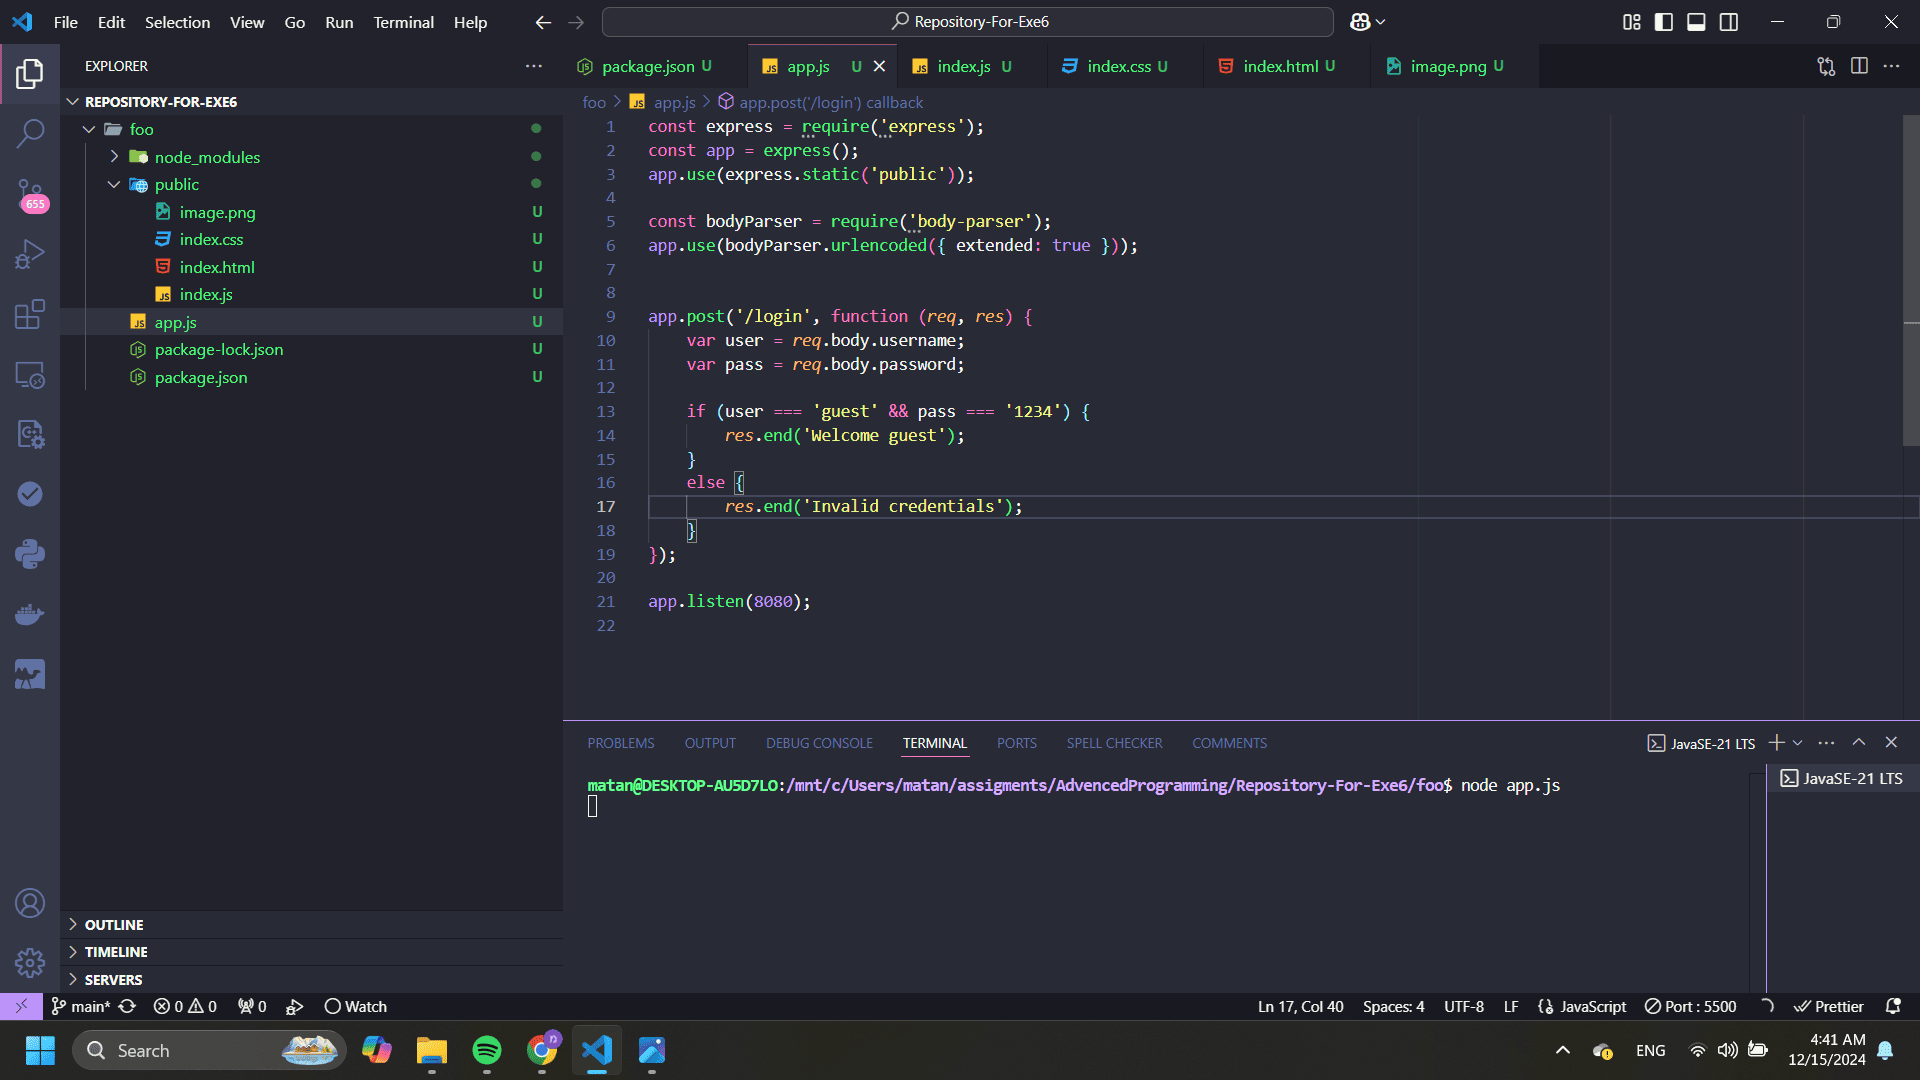 File Edit Selection View Go Run Terminal Help
Repository-For-Exe6
EXPLORER
REPOSITORY-FOR-EXE6
foo
node_modules
public
image.png U
index.css U
index.html U
index.js U
app.js U
package-lock.json U
package.json U
OUTLINE
TIMELINE
SERVERS
655
package.json U
app.js U
index.js U
index.css U
index.html U
image.png U
foo > app.js > app.post('/login') callback
1 const express = require('express');
2 const app = express();
3 app.use(express.static('public'));
4
5 const bodyParser = require('body-parser');
6 app.use(bodyParser.urlencoded({ extended: true }));
7
8
9 app.post('/login', function (req, res) {
10 var user = req.body.username;
11 var pass = req.body.password;
12
13 if (user === 'guest' && pass === '1234') {
14 res.end('Welcome guest');
15 }
16 else {
17 res.end('Invalid credentials');
18 }
19 });
20
21 app.listen(8080);
22
PROBLEMS OUTPUT DEBUG CONSOLE TERMINAL PORTS SPELL CHECKER COMMENTS
JavaSE-21 LTS
matan@DESKTOP-AU5D7LO:/mnt/c/Users/matan/assigments/AdvencedProgramming/Repository-For-Exe6/foo$ node app.js
JavaSE-21 LTS
main* 0 0 0 Watch
Ln 17, Col 40 Spaces: 4 UTF-8 LF JavaScript Port : 5500 Prettier
Search
ENG
4:41 AM
12/15/2024